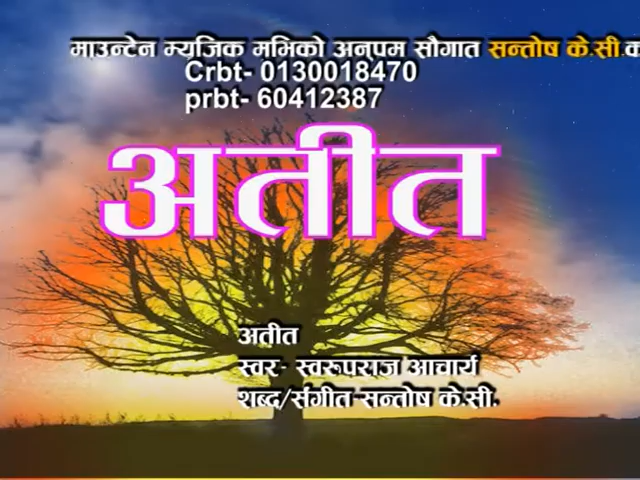 माउन्टेन म्यूजिक मभिको अनुपम सौगात सन्तोष के.सी.क
Crbt- 0130018470
prbt- 60412387
अतीत
अतीत
स्वर- स्वरुपराज आचार्य
शब्द/संगीत-सन्तोष के.सी.